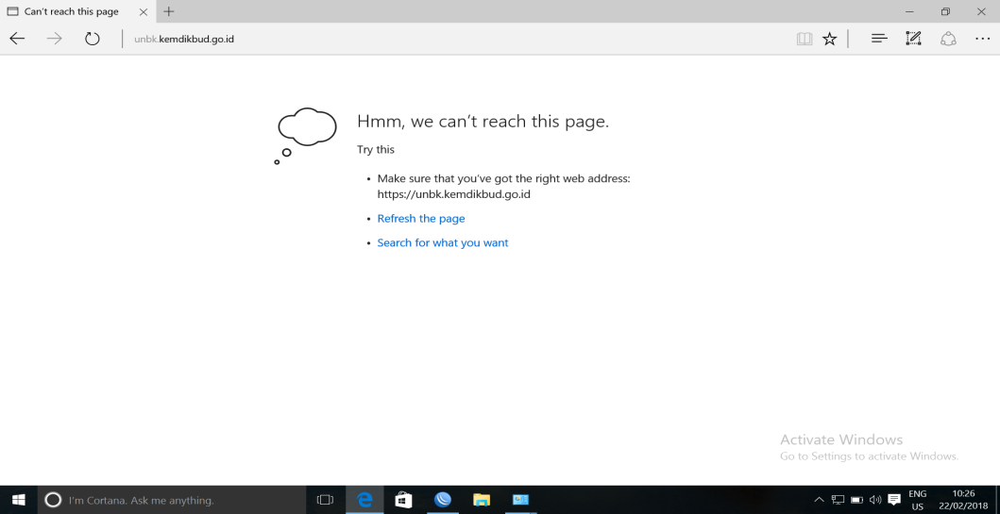 Can't reach this page
unbk.kemdikbud.go.id
Hmm, we can't reach this page.
Try this
• Make sure that you've got the right web address:
https://unbk.kemdikbud.go.id
• Refresh the page
• Search for what you want
Activate Windows
Go to Settings to activate Windows.
I'm Cortana. Ask me anything.
ENG
US
10:26
22/02/2018